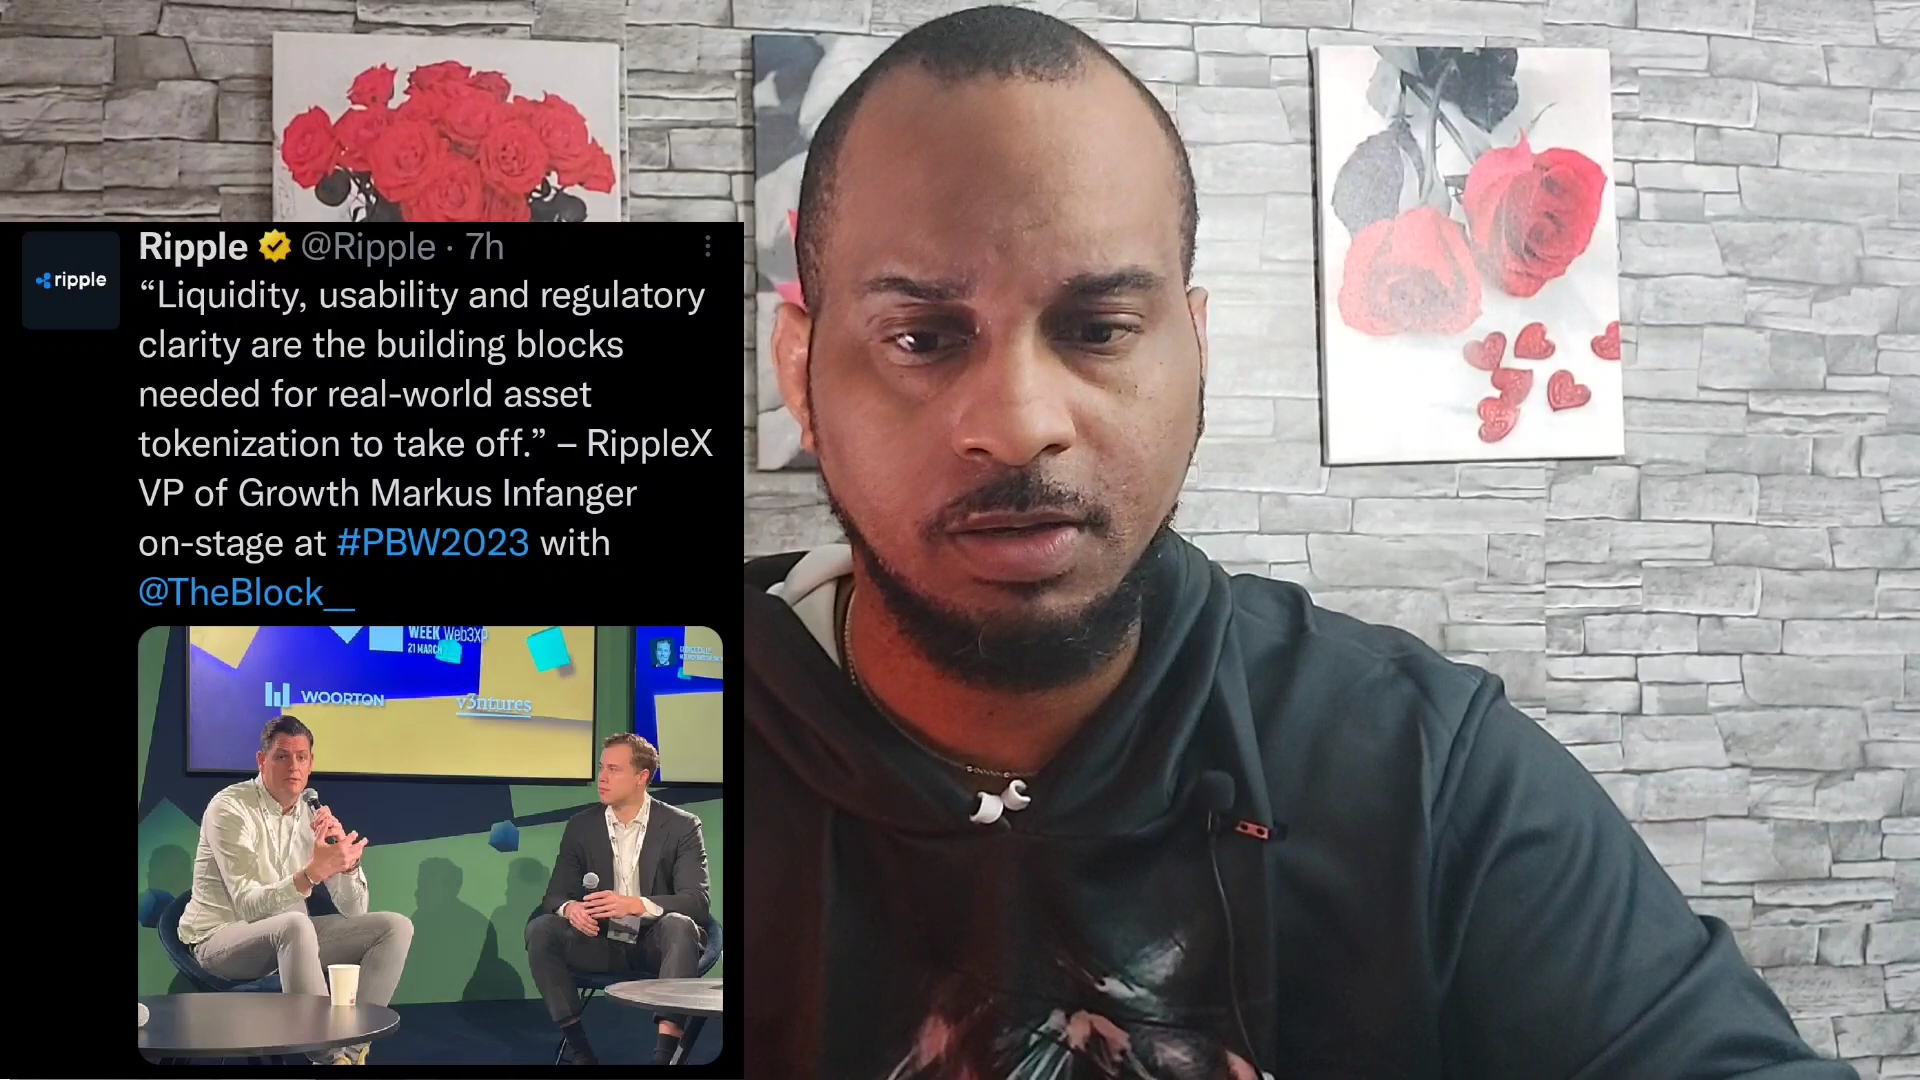 Ripple @Ripple · 7h
ripple
“Liquidity, usability and regulatory
clarity are the building blocks
needed for real-world asset
tokenization to take off.” – RippleX
VP of Growth Markus Infanger
on-stage at #PBW2023 with
@TheBlock__
WEEK Web3XP
21 MARCH
WOORTON
v3ntures